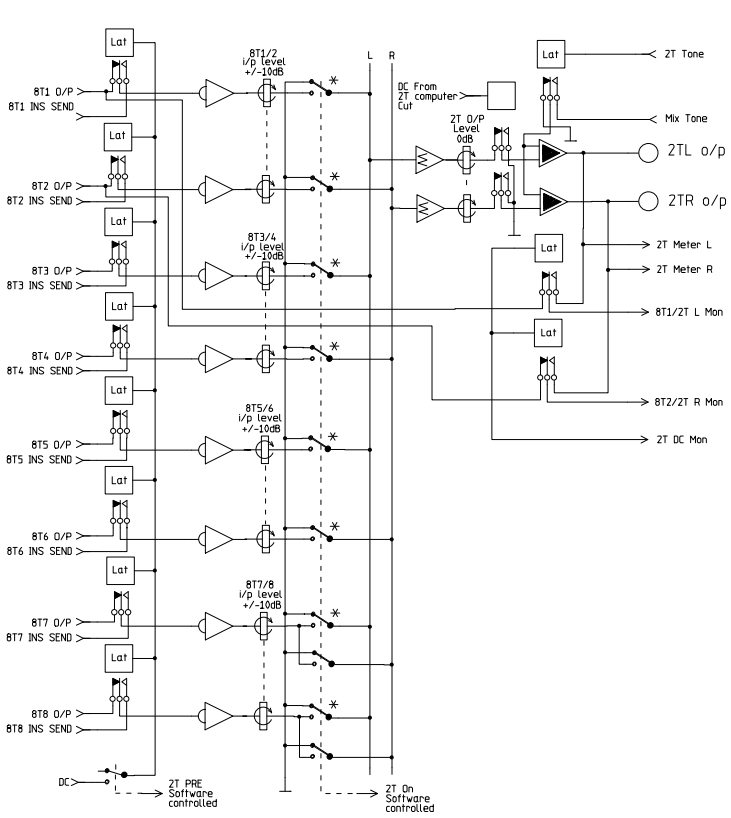 Lat
8T1/2
i/p level
+/-10dB
L
R
Lat
2T Tone
8T1 O/P
8T1 INS SEND
*
DC From
2T computer
Cut
Mix Tone
Lat
2T O/P
Level
0dB
2TL o/p
8T2 O/P
8T2 INS SEND
*
2TR o/p
Lat
8T3/4
i/p level
+/-10dB
Lat
2T Meter L
2T Meter R
8T3 O/P
8T3 INS SEND
*
Lat
8T1/2T L Mon
Lat
8T4 O/P
8T4 INS SEND
*
Lat
8T5/6
i/p level
+/-10dB
8T2/2T R Mon
8T5 O/P
8T5 INS SEND
*
2T DC Mon
Lat
8T6 O/P
8T6 INS SEND
*
Lat
8T7/8
i/p level
+/-10dB
8T7 O/P
8T7 INS SEND
*
Lat
8T8 O/P
8T8 INS SEND
*
DC
2T PRE
Software
controlled
2T On
Software
controlled